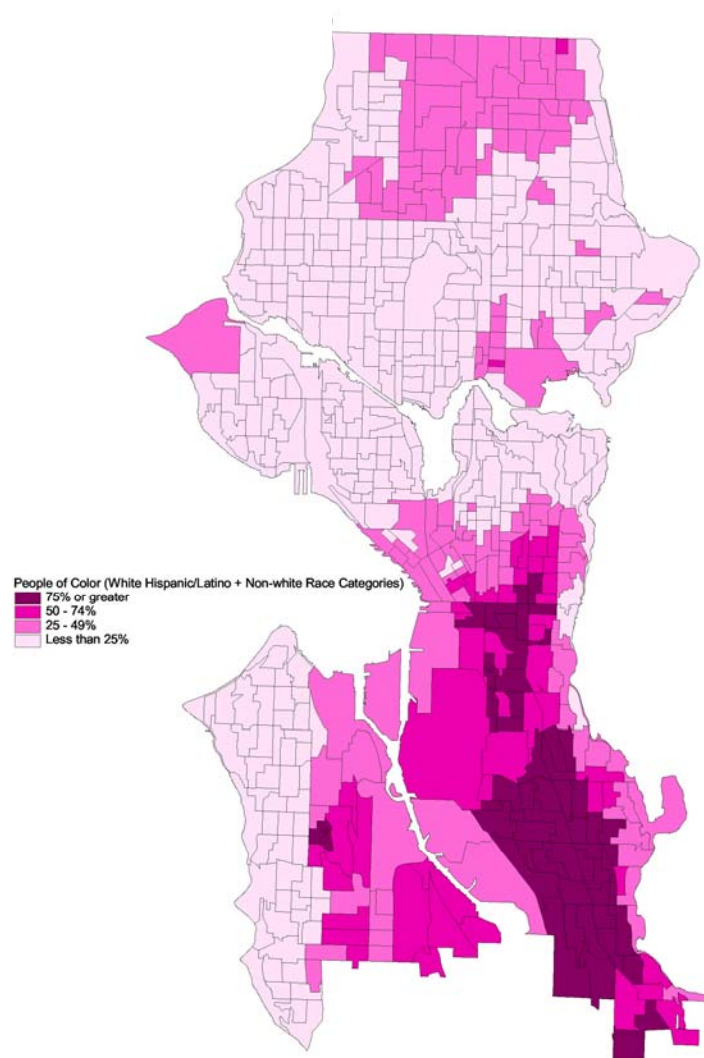 People of Color (White Hispanic/Latino + Non-white Race Categories)
75% or greater
50 - 74%
25 - 49%
Less than 25%